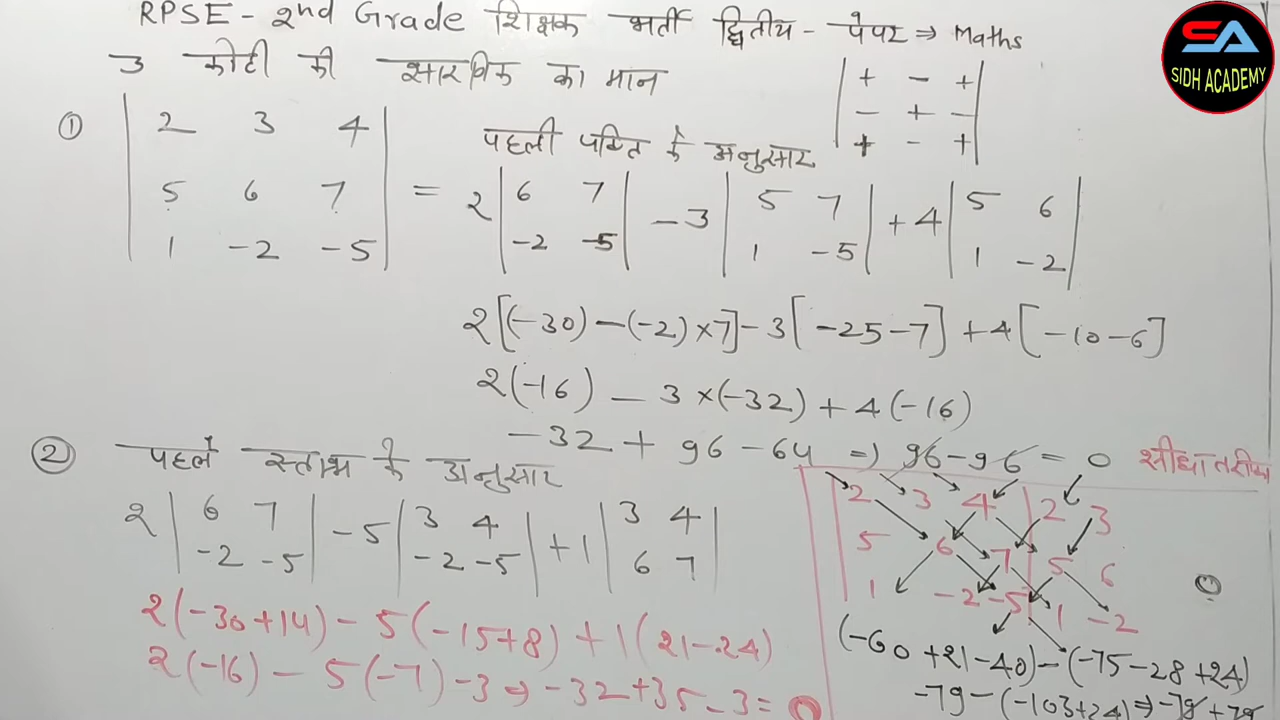 RPSE - 2nd Grade शिक्षक भर्ती द्वितीय - पेपर ⇒ Maths
3 कोटी की सारणिक का मान
| + − + |
| − + − |
| + − + |
SA
SIDH ACADEMY
① | 2 3 4 |
| 5 6 7 |
| 1 -2 -5 |
पहली पंक्ति के अनुसार
= 2 | 6 7 | - 3 | 5 7 | + 4 | 5 6 |
| -2 -5 | | 1 -5 | | 1 -2 |
2[(-30) - (-2)×7] - 3[-25-7] + 4[-10-6]
2(-16) - 3×(-32) + 4(-16)
-32 + 96 - 64 ⇒ 96-96 = 0
② पहले स्ताभ के अनुसार
2 | 6 7 | - 5 | 3 4 | + 1 | 3 4 |
| -2 -5 | | -2 -5 | | 6 7 |
2(-30+14) - 5(-15+8) + 1(21-24)
2(-16) - 5(-7) - 3 ⇒ -32+35-3 = 0
सीधा तरीका
| 2 3 4 | 2 3
| 5 6 7 | 5 6
| 1 -2 -5 | 1 -2
0
(-60+21-40) - (-75-28+24)
-79 - (-103+24) ⇒ -79+79